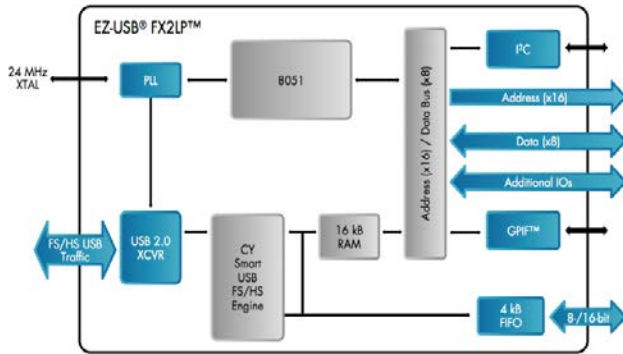 EZ-USB® FX2LP™
24 MHz
XTAL
PLL
8051
Address (x16) / Data Bus (x8)
I²C
Address (x16)
Data (x8)
Additional IOs
FS/HS USB
Traffic
USB 2.0
XCVR
CY
Smart
USB
FS/HS
Engine
16 kB
RAM
GPIF™
4 kB
FIFO
8-/16-bit